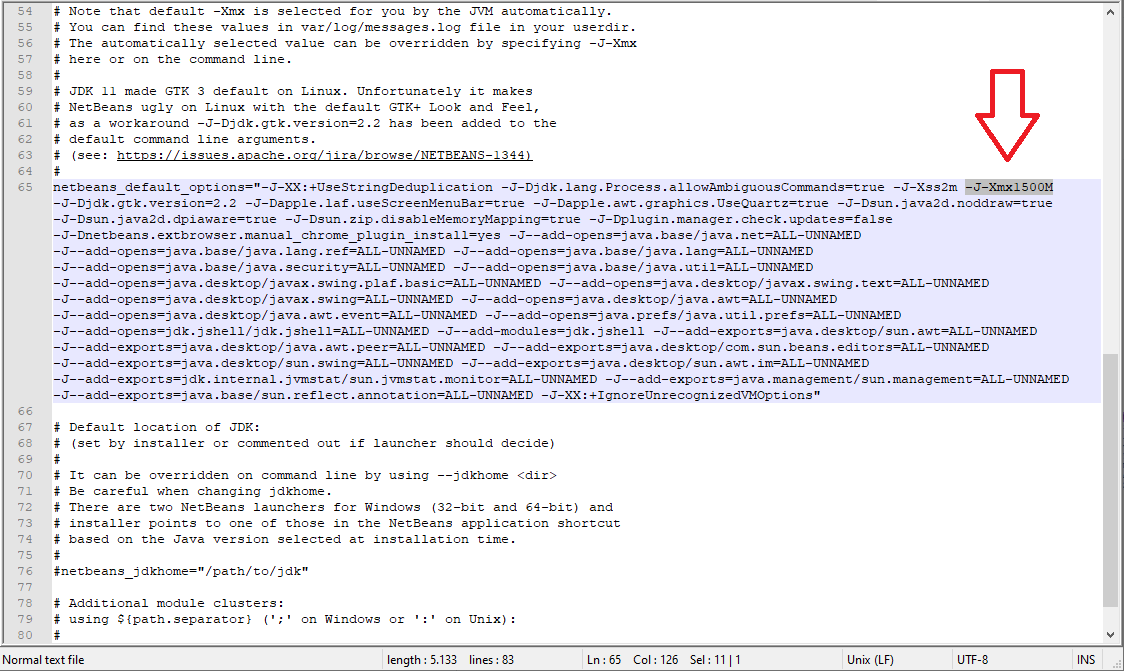 54 # Note that default -Xmx is selected for you by the JVM automatically.
55 # You can find these values in var/log/messages.log file in your userdir.
56 # The automatically selected value can be overridden by specifying -J-Xmx
57 # here or on the command line.
58 #
59 # JDK 11 made GTK 3 default on Linux. Unfortunately it makes
60 # NetBeans ugly on Linux with the default GTK+ Look and Feel,
61 # as a workaround -J-Djdk.gtk.version=2.2 has been added to the
62 # default command line arguments.
63 # (see: https://issues.apache.org/jira/browse/NETBEANS-1344)
64 #
65 netbeans_default_options="-J-XX:+UseStringDeduplication -J-Djdk.lang.Process.allowAmbiguousCommands=true -J-Xss2m -J-Xmx1500M
-J-Djdk.gtk.version=2.2 -J-Dapple.laf.useScreenMenuBar=true -J-Dapple.awt.graphics.UseQuartz=true -J-Dsun.java2d.noddraw=true
-J-Dsun.java2d.dpiaware=true -J-Dsun.zip.disableMemoryMapping=true -J-Dplugin.manager.check.updates=false
-J-Dnetbeans.extbrowser.manual_chrome_plugin_install=yes -J--add-opens=java.base/java.net=ALL-UNNAMED
-J--add-opens=java.base/java.lang.ref=ALL-UNNAMED -J--add-opens=java.base/java.lang=ALL-UNNAMED
-J--add-opens=java.base/java.security=ALL-UNNAMED -J--add-opens=java.base/java.util=ALL-UNNAMED
-J--add-opens=java.desktop/javax.swing.plaf.basic=ALL-UNNAMED -J--add-opens=java.desktop/javax.swing.text=ALL-UNNAMED
-J--add-opens=java.desktop/javax.swing=ALL-UNNAMED -J--add-opens=java.desktop/java.awt=ALL-UNNAMED
-J--add-opens=java.desktop/java.awt.event=ALL-UNNAMED -J--add-opens=java.prefs/java.util.prefs=ALL-UNNAMED
-J--add-opens=jdk.jshell/jdk.jshell=ALL-UNNAMED -J--add-modules=jdk.jshell -J--add-exports=java.desktop/sun.awt=ALL-UNNAMED
-J--add-exports=java.desktop/java.awt.peer=ALL-UNNAMED -J--add-exports=java.desktop/com.sun.beans.editors=ALL-UNNAMED
-J--add-exports=java.desktop/sun.swing=ALL-UNNAMED -J--add-exports=java.desktop/sun.awt.im=ALL-UNNAMED
-J--add-exports=jdk.internal.jvmstat/sun.jvmstat.monitor=ALL-UNNAMED -J--add-exports=java.management/sun.management=ALL-UNNAMED
-J--add-exports=java.base/sun.reflect.annotation=ALL-UNNAMED -J-XX:+IgnoreUnrecognizedVMOptions"
66
67 # Default location of JDK:
68 # (set by installer or commented out if launcher should decide)
69 #
70 # It can be overridden on command line by using --jdkhome <dir>
71 # Be careful when changing jdkhome.
72 # There are two NetBeans launchers for Windows (32-bit and 64-bit) and
73 # installer points to one of those in the NetBeans application shortcut
74 # based on the Java version selected at installation time.
75 #
76 #netbeans_jdkhome="/path/to/jdk"
77
78 # Additional module clusters:
79 # using ${path.separator} (';' on Windows or ':' on Unix):
80 #
Normal text file length : 5.133 lines : 83 Ln : 65 Col : 126 Sel : 11 | 1 Unix (LF) UTF-8 INS